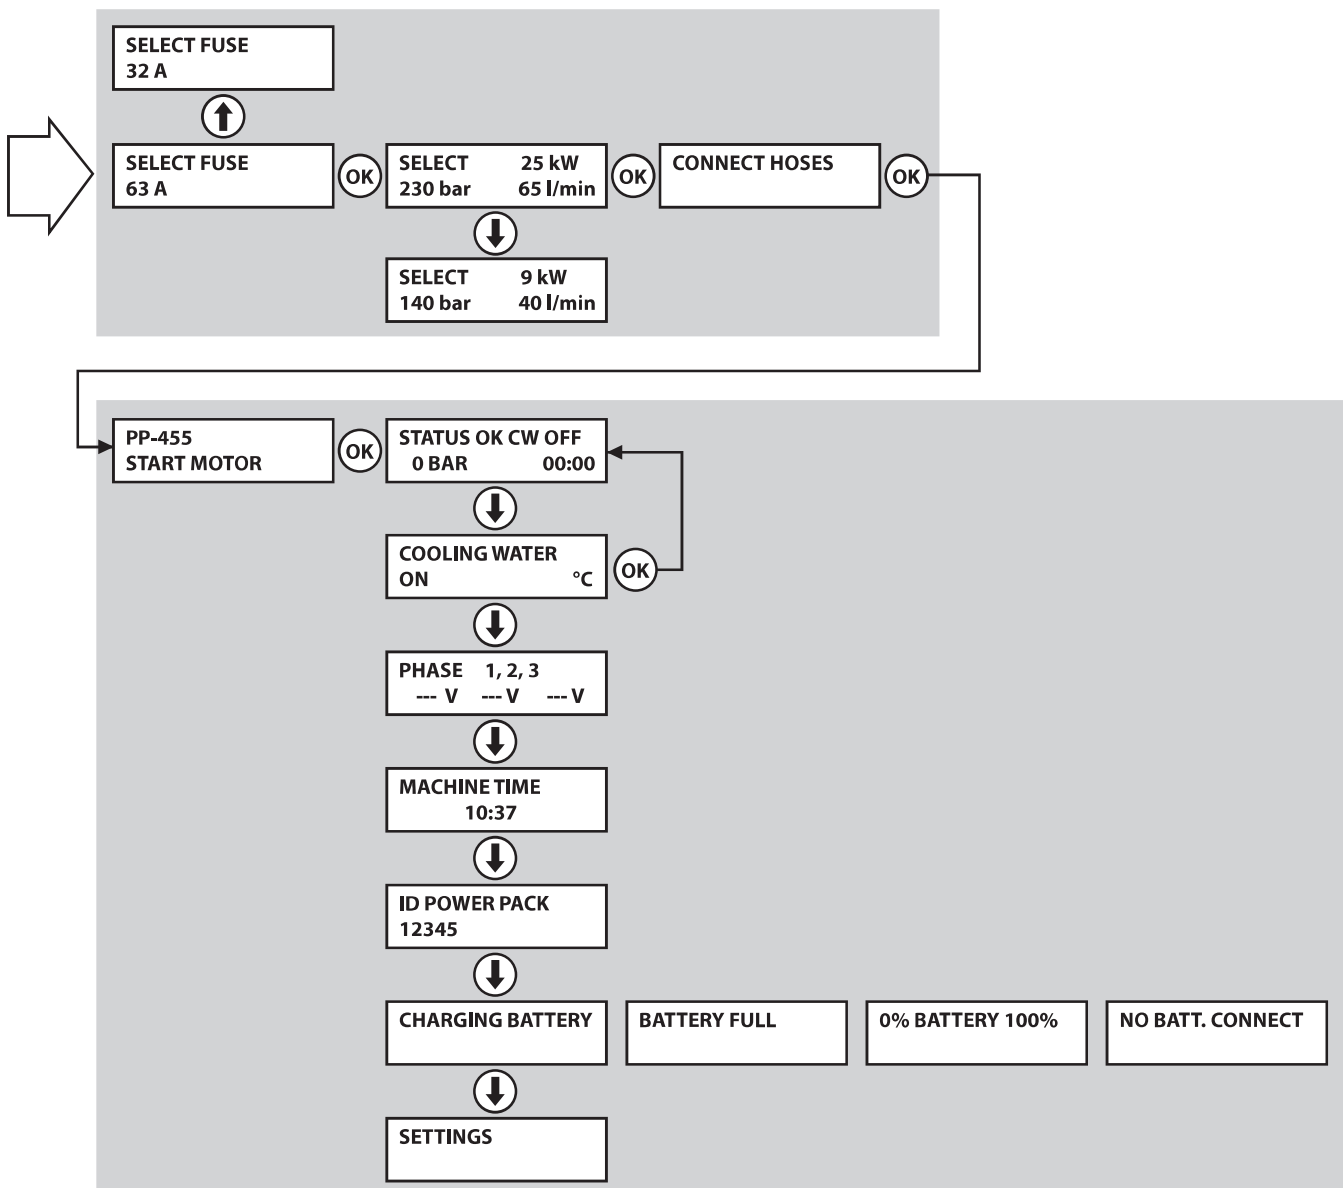 SELECT FUSE
32 A
SELECT FUSE
63 A
OK
SELECT 25 kW
230 bar 65 l/min
OK
CONNECT HOSES
OK
SELECT 9 kW
140 bar 40 l/min
PP-455
START MOTOR
OK
STATUS OK CW OFF
0 BAR 00:00
COOLING WATER
ON °C
OK
PHASE 1, 2, 3
--- V --- V --- V
MACHINE TIME
10:37
ID POWER PACK
12345
CHARGING BATTERY
BATTERY FULL
0% BATTERY 100%
NO BATT. CONNECT
SETTINGS